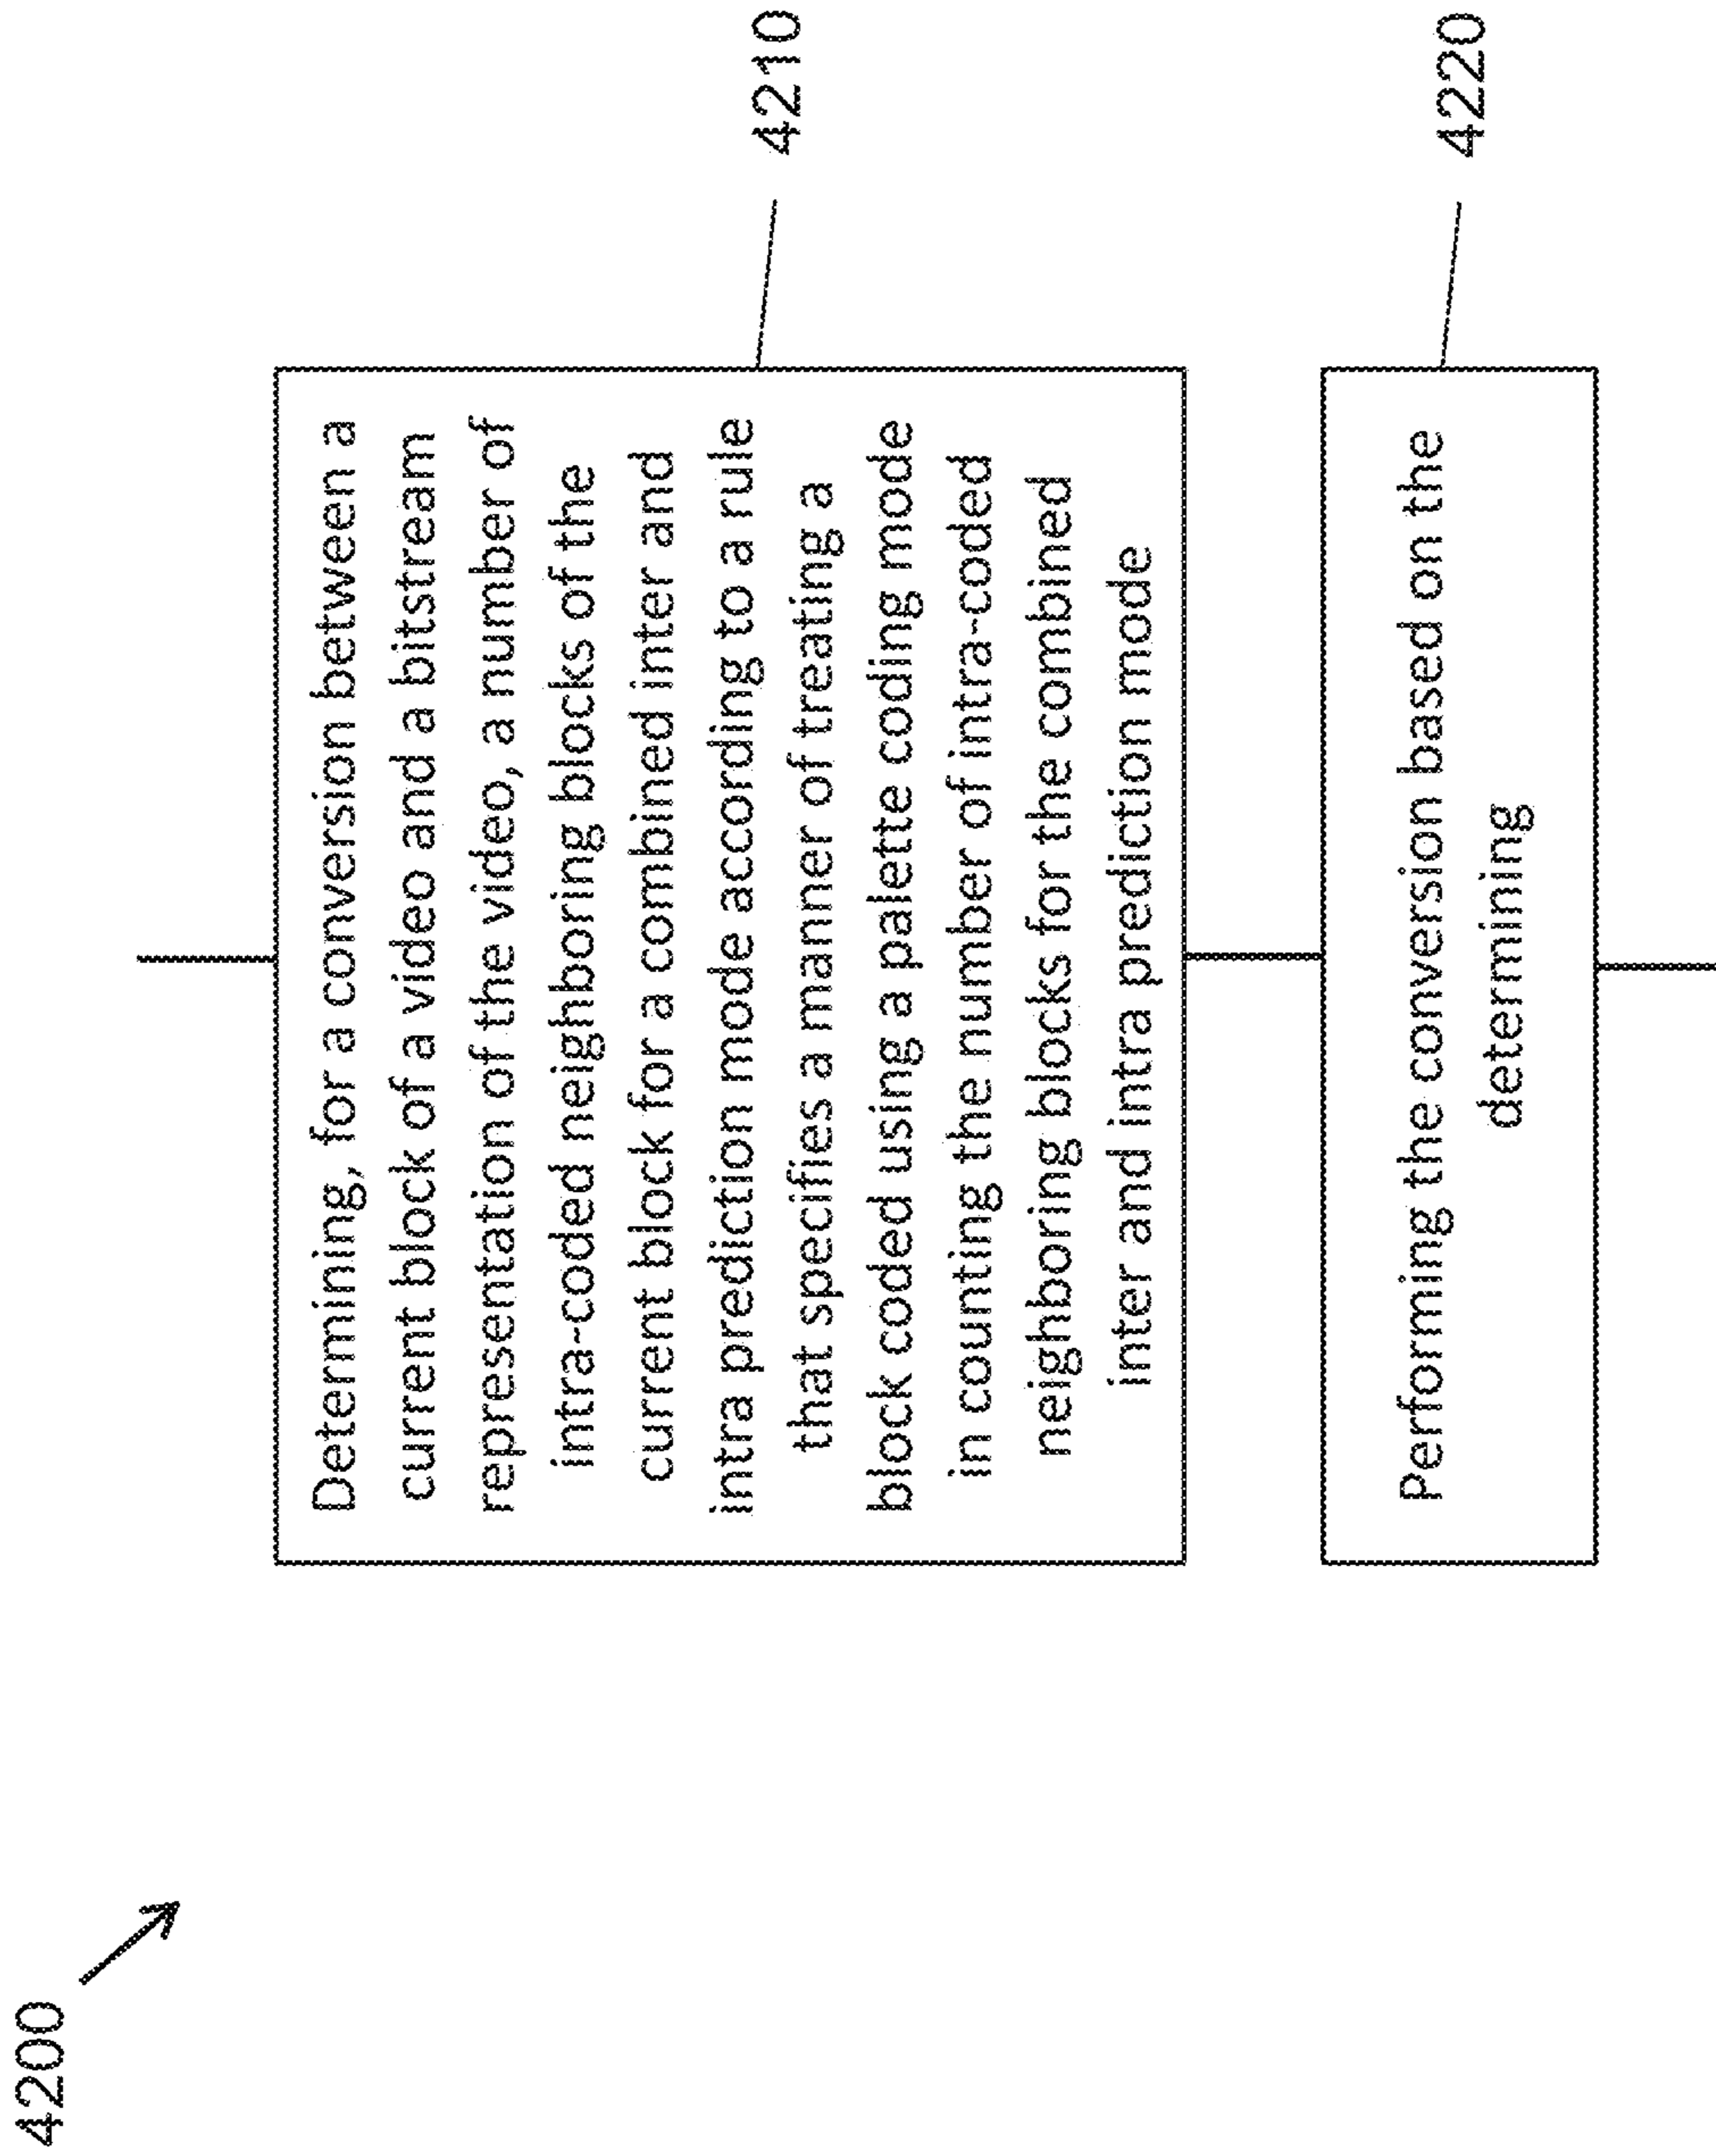 4200
Determining, for a conversion between a
current block of a video and a bitstream
representation of the video, a number of
intra-coded neighboring blocks of the
current block for a combined inter and
intra prediction mode according to a rule
that specifies a manner of treating a
block coded using a palette coding mode
in counting the number of intra-coded
neighboring blocks for the combined
inter and intra prediction mode
4210
Performing the conversion based on the
determining
4220